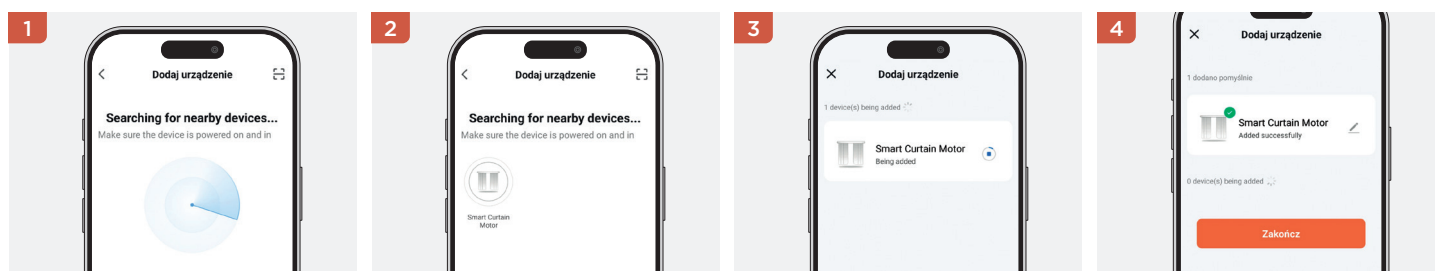 1
Dodaj urządzenie
Searching for nearby devices...
Make sure the device is powered on and in
2
Dodaj urządzenie
Searching for nearby devices...
Make sure the device is powered on and in
Smart Curtain
Motor
3
Dodaj urządzenie
1 device(s) being added
Smart Curtain Motor
Being added
4
Dodaj urządzenie
1 dodano pomyślnie
Smart Curtain Motor
Added successfully
0 device(s) being added
Zakończ